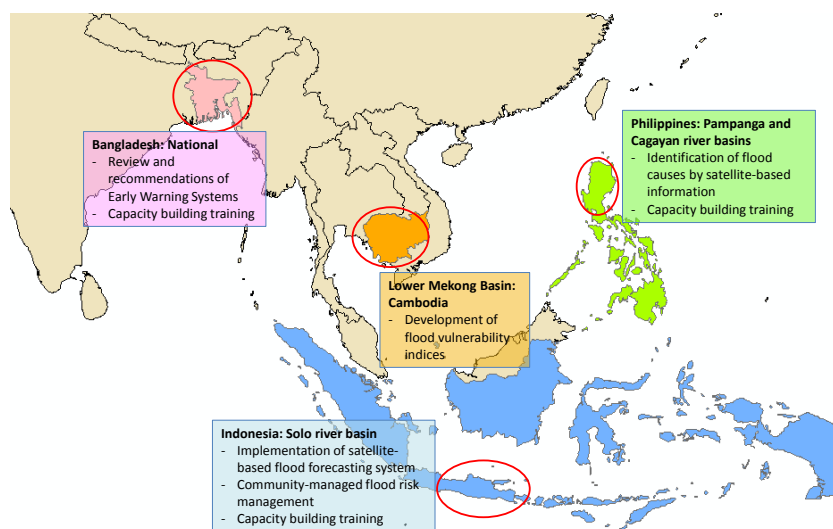 Bangladesh: National
- Review and
recommendations of
Early Warning Systems
- Capacity building training
Philippines: Pampanga and
Cagayan river basins
- Identification of flood
causes by satellite-based
information
- Capacity building training
Lower Mekong Basin:
Cambodia
- Development of
flood vulnerability
indices
Indonesia: Solo river basin
- Implementation of satellite-
based flood forecasting system
- Community-managed flood risk
management
- Capacity building training